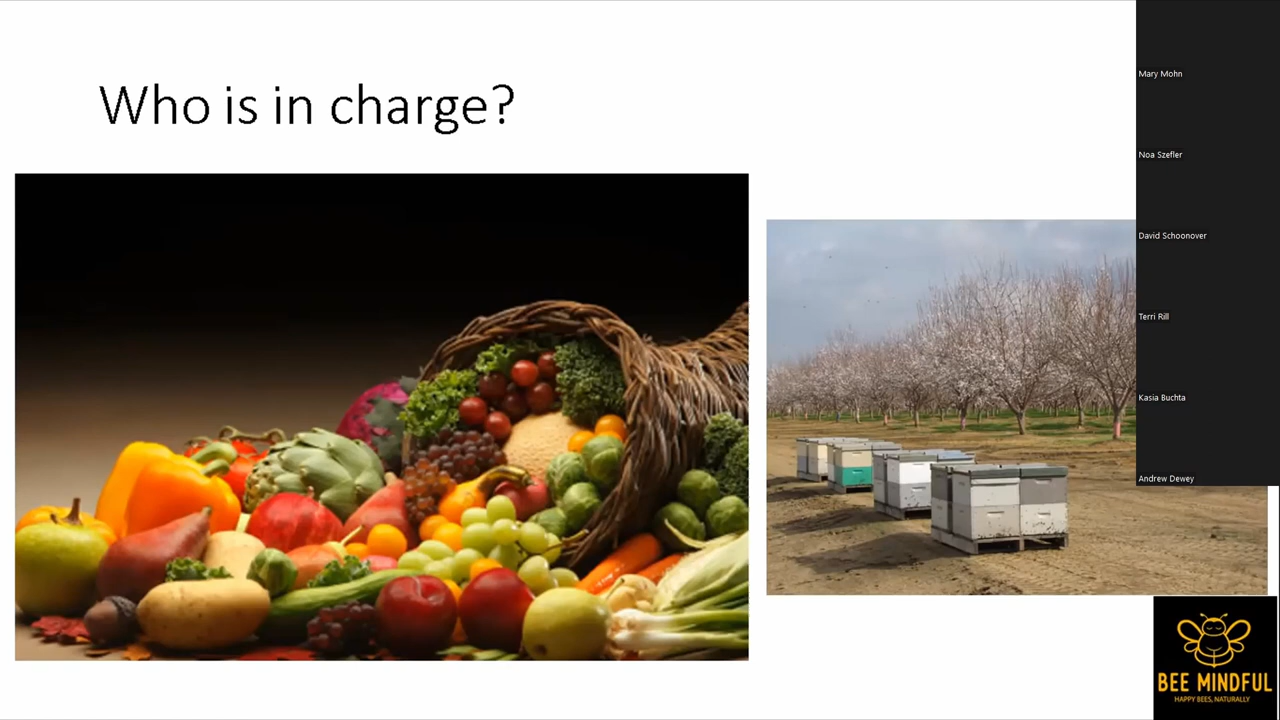 Who is in charge?
Mary Mohn
Noa Szefler
David Schoonover
Terri Rill
Kasia Buchta
Andrew Dewey
BEE MINDFUL
HAPPY BEES, NATURALLY